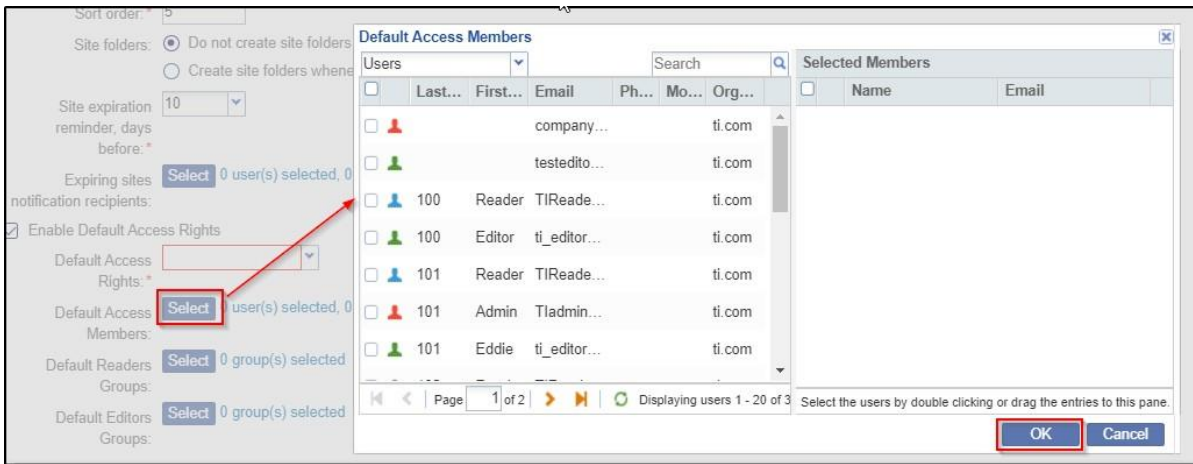 Sort order:* 5
Site folders: Do not create site folders
Create site folders whene
Site expiration reminder, days before:* 10
Expiring sites notification recipients: Select 0 user(s) selected, 0
Enable Default Access Rights
Default Access Rights:*
Default Access Members: Select 0 user(s) selected, 0
Default Readers Groups: Select 0 group(s) selected
Default Editors Groups: Select 0 group(s) selected
Default Access Members
Users Search
Last... First... Email Ph... Mo... Org...
company... ti.com
testedito... ti.com
100 Reader TIReade... ti.com
100 Editor ti_editor... ti.com
101 Reader TIReade... ti.com
101 Admin TIadmin... ti.com
101 Eddie ti_editor... ti.com
Page 1 of 2 Displaying users 1 - 20 of 3
Selected Members
Name Email
Select the users by double clicking or drag the entries to this pane.
OK Cancel